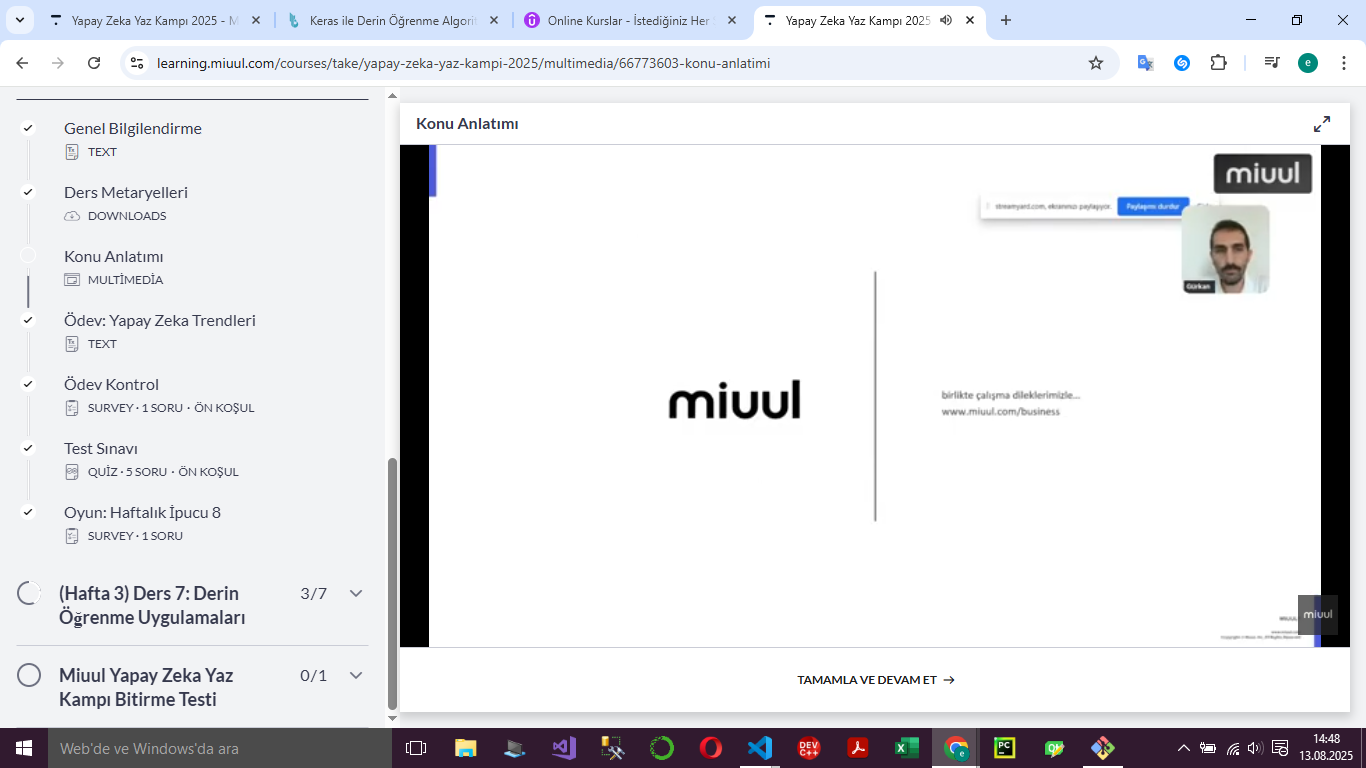 Yapay Zeka Yaz Kampı 2025 - M
Keras ile Derin Öğrenme Algorit
Online Kurslar - İstediğiniz Her
Yapay Zeka Yaz Kampı 2025
learning.miuul.com/courses/take/yapay-zeka-yaz-kampi-2025/multimedia/66773603-konu-anlatimi
e
Genel Bilgilendirme
TEXT
Ders Metaryelleri
DOWNLOADS
Konu Anlatımı
MULTİMEDİA
Ödev: Yapay Zeka Trendleri
TEXT
Ödev Kontrol
SURVEY · 1 SORU · ÖN KOŞUL
Test Sınavı
QUİZ · 5 SORU · ÖN KOŞUL
Oyun: Haftalık İpucu 8
SURVEY · 1 SORU
(Hafta 3) Ders 7: Derin
Öğrenme Uygulamaları
3/7
Miuul Yapay Zeka Yaz
Kampı Bitirme Testi
0/1
Konu Anlatımı
miuul
streamyard.com, ekranınızı paylaşıyor.
Paylaşımı durdur
Gürkan
miuul
birlikte çalışma dileklerimizle...
www.miuul.com/business
miuul
TAMAMLA VE DEVAM ET →
Web'de ve Windows'da ara
DEV
C++
PC
14:48
13.08.2025